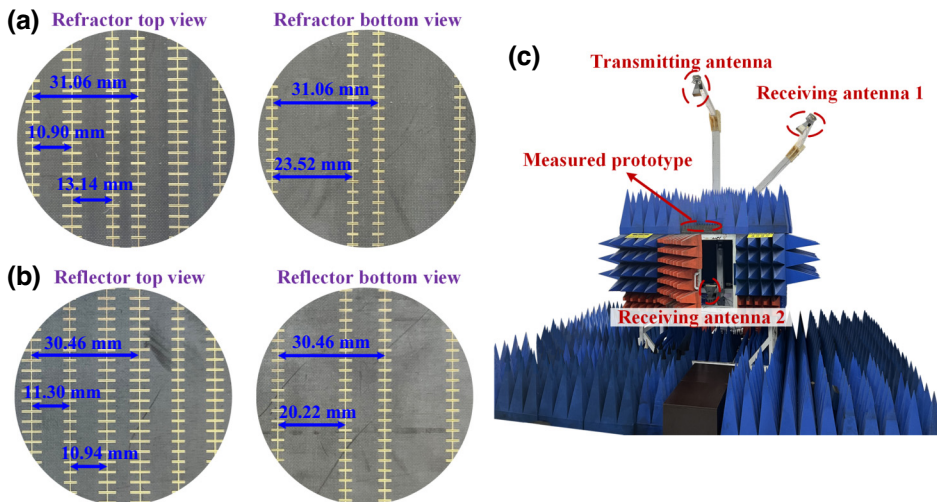 (a)
Refractor top view
31.06 mm
10.90 mm
13.14 mm
Refractor bottom view
31.06 mm
23.52 mm
(b)
Reflector top view
30.46 mm
11.30 mm
10.94 mm
Reflector bottom view
30.46 mm
20.22 mm
(c)
Transmitting antenna
Receiving antenna 1
Measured prototype
Receiving antenna 2